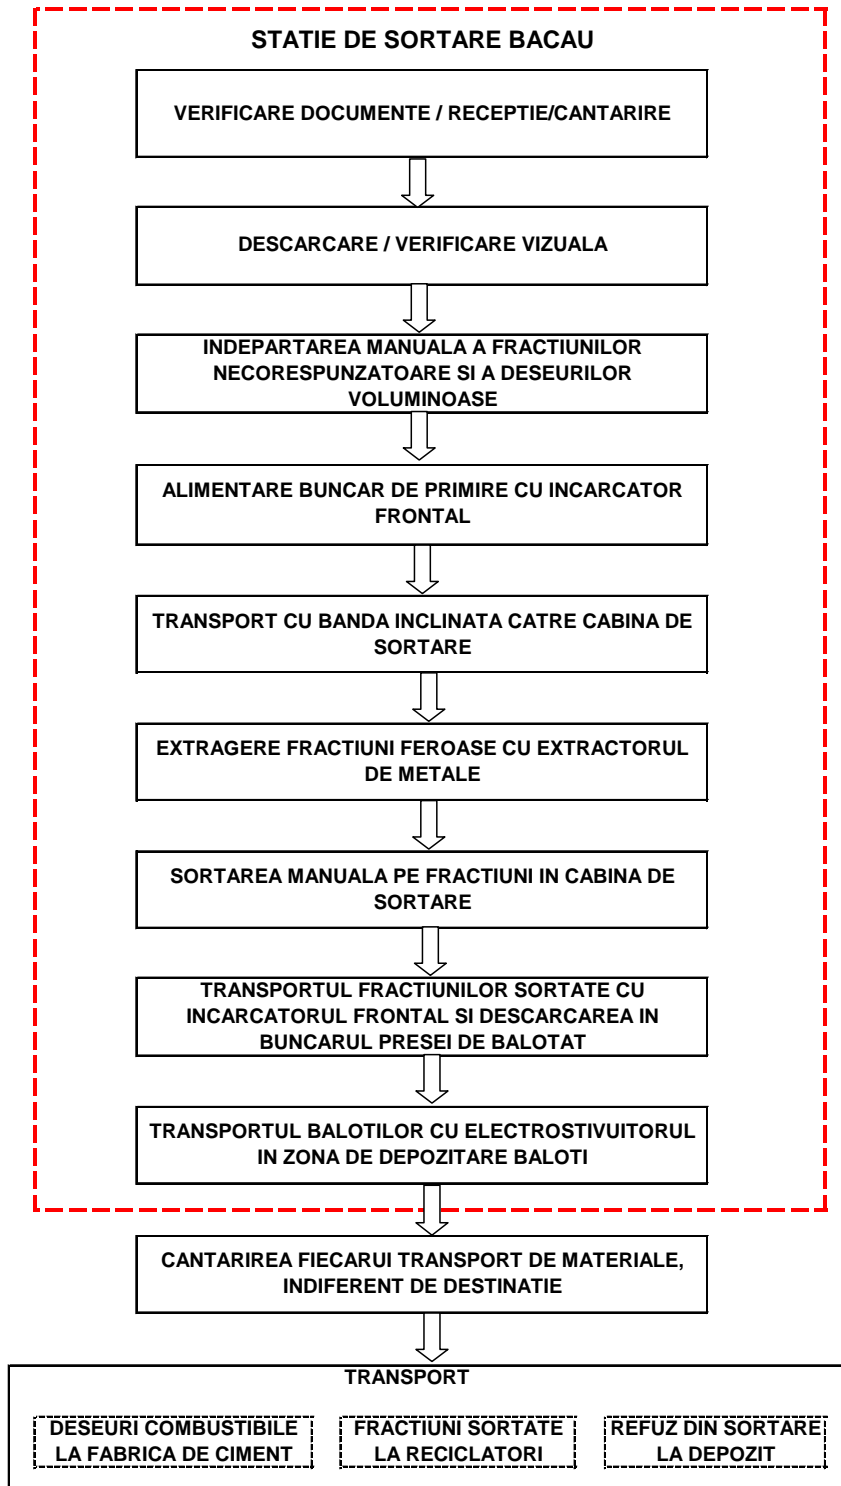 STATIE DE SORTARE BACAU
VERIFICARE DOCUMENTE / RECEPTIE/CANTARIRE
DESCARCARE / VERIFICARE VIZUALA
INDEPARTAREA MANUALA A FRACTIUNILOR
NECORESPUNZATOARE SI A DESEURILOR
VOLUMINOASE
ALIMENTARE BUNCAR DE PRIMIRE CU INCARCATOR
FRONTAL
TRANSPORT CU BANDA INCLINATA CATRE CABINA DE
SORTARE
EXTRAGERE FRACTIUNI FEROASE CU EXTRACTORUL
DE METALE
SORTAREA MANUALA PE FRACTIUNI IN CABINA DE
SORTARE
TRANSPORTUL FRACTIUNILOR SORTATE CU
INCARCATORUL FRONTAL SI DESCARCAREA IN
BUNCARUL PRESEI DE BALOTAT
TRANSPORTUL BALOTILOR CU ELECTROSTIVUITORUL
IN ZONA DE DEPOZITARE BALOTI
CANTARIREA FIECARUI TRANSPORT DE MATERIALE,
INDIFERENT DE DESTINATIE
TRANSPORT
DESEURI COMBUSTIBILE
LA FABRICA DE CIMENT
FRACTIUNI SORTATE
LA RECICLATORI
REFUZ DIN SORTARE
LA DEPOZIT